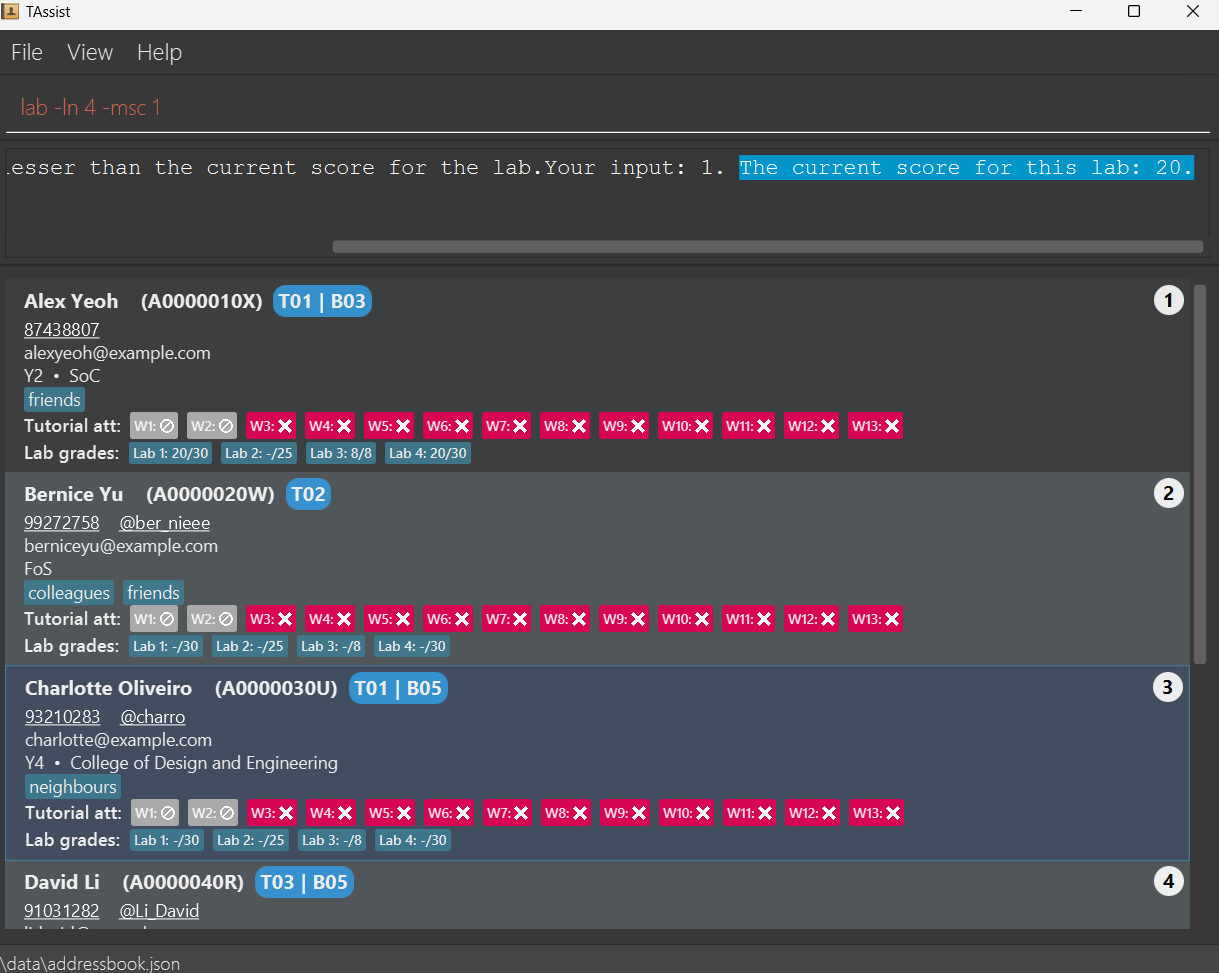 TAssist
File View Help
lab -ln 4 -msc 1
esser than the current score for the lab.Your input: 1. The current score for this lab: 20.
Alex Yeoh (A0000010X) T01 | B03 1
87438807
alexyeoh@example.com
Y2 • SoC
friends
Tutorial att: W1: W2: W3: W4: W5: W6: W7: W8: W9: W10: W11: W12: W13:
Lab grades: Lab 1: 20/30 Lab 2: -/25 Lab 3: 8/8 Lab 4: 20/30
Bernice Yu (A0000020W) T02 2
99272758 @ber_nieee
berniceyu@example.com
FoS
colleagues friends
Tutorial att: W1: W2: W3: W4: W5: W6: W7: W8: W9: W10: W11: W12: W13:
Lab grades: Lab 1: -/30 Lab 2: -/25 Lab 3: -/8 Lab 4: -/30
Charlotte Oliveiro (A0000030U) T01 | B05 3
93210283 @charro
charlotte@example.com
Y4 • College of Design and Engineering
neighbours
Tutorial att: W1: W2: W3: W4: W5: W6: W7: W8: W9: W10: W11: W12: W13:
Lab grades: Lab 1: -/30 Lab 2: -/25 Lab 3: -/8 Lab 4: -/30
David Li (A0000040R) T03 | B05 4
91031282 @Li_David
\data\addressbook.json